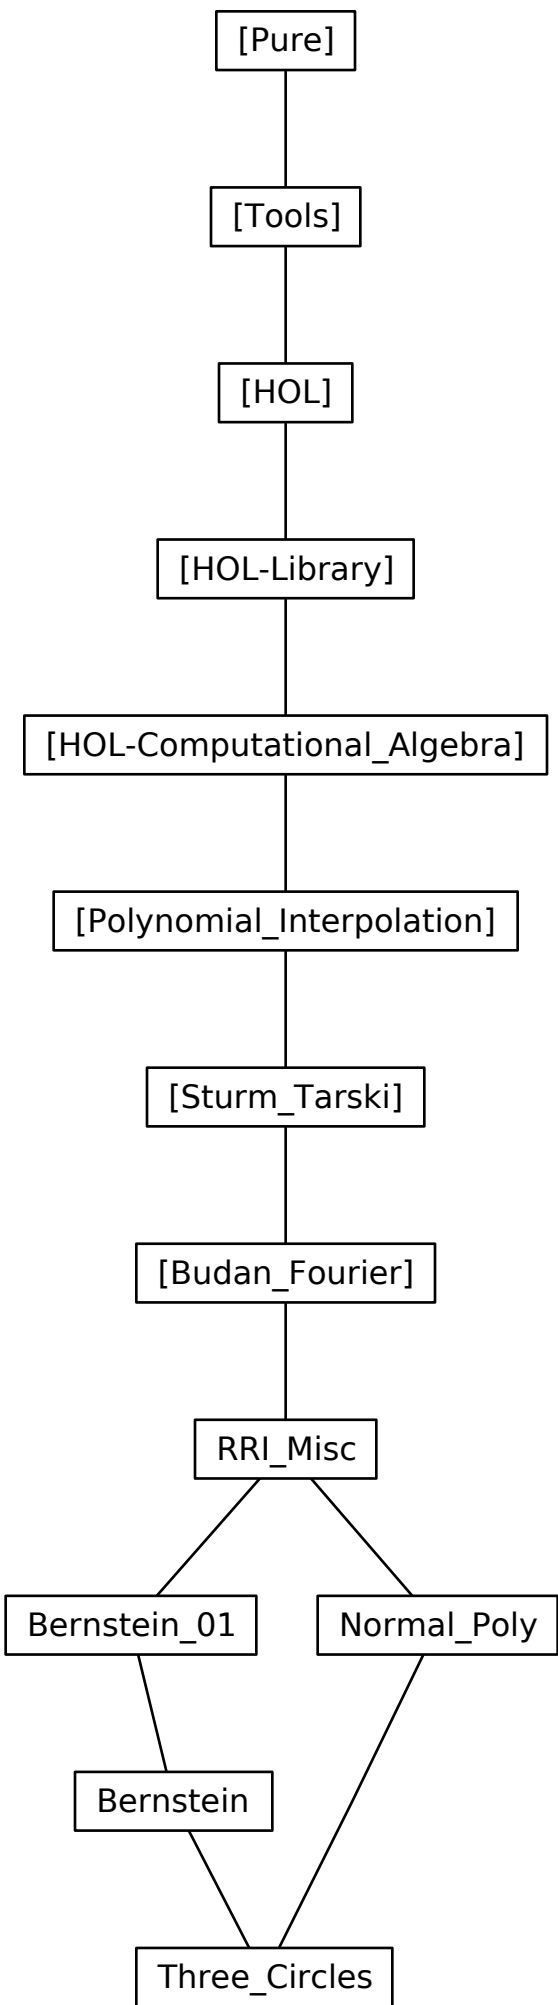 [Pure]
[Tools]
[HOL]
[HOL-Library]
[HOL-Computational_Algebra]
[Polynomial_Interpolation]
[Sturm_Tarski]
[Budan_Fourier]
RRI_Misc
Bernstein_01
Normal_Poly
Bernstein
Three_Circles